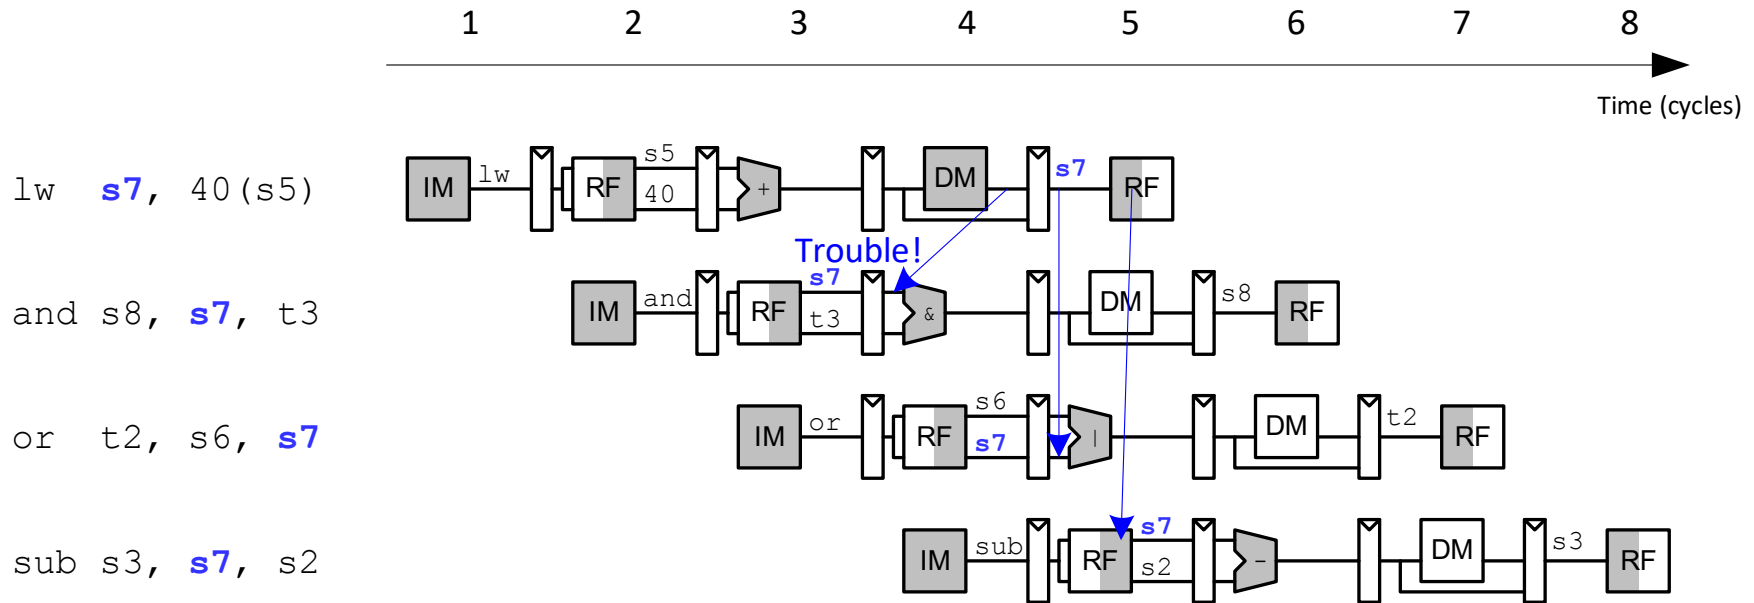 1 2 3 4 5 6 7 8
Time (cycles)
lw s7, 40(s5) IM lw RF s5 40 + DM s7 RF
Trouble!
and s8, s7, t3 IM and RF s7 t3 & DM s8 RF
or t2, s6, s7 IM or RF s6 s7 | DM t2 RF
sub s3, s7, s2 IM sub RF s7 s2 - DM s3 RF